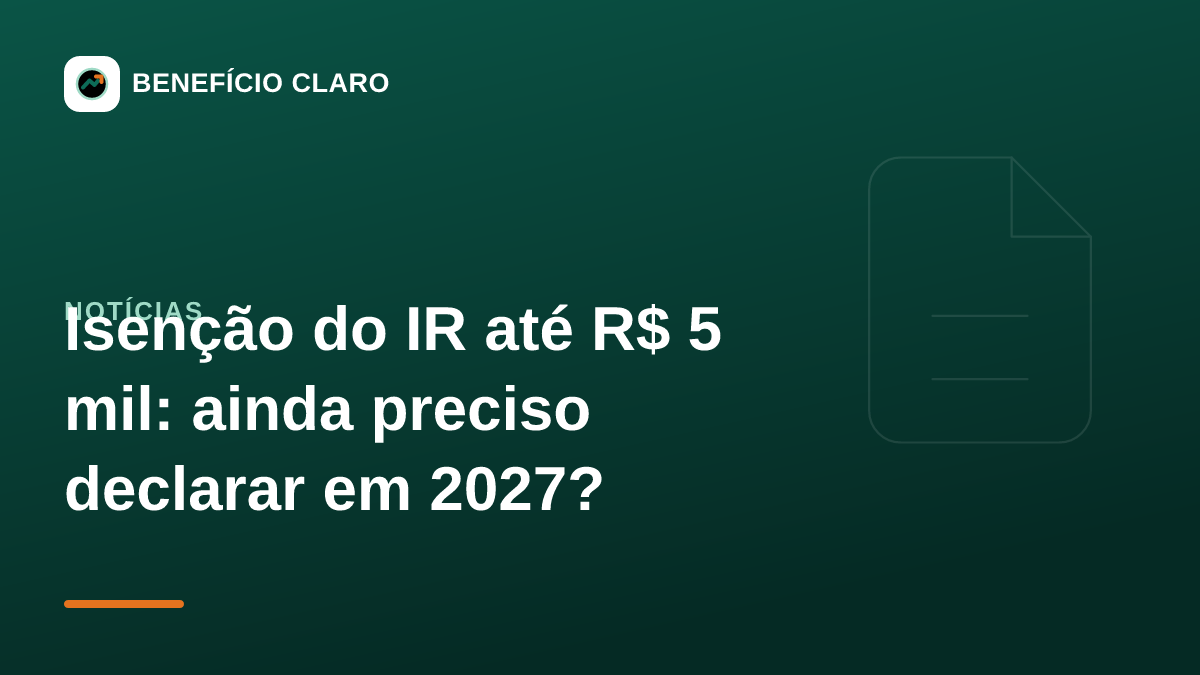 BENEFÍCIO CLARO
NOTÍCIAS
Isenção do IR até R$ 5
mil: ainda preciso
declarar em 2027?